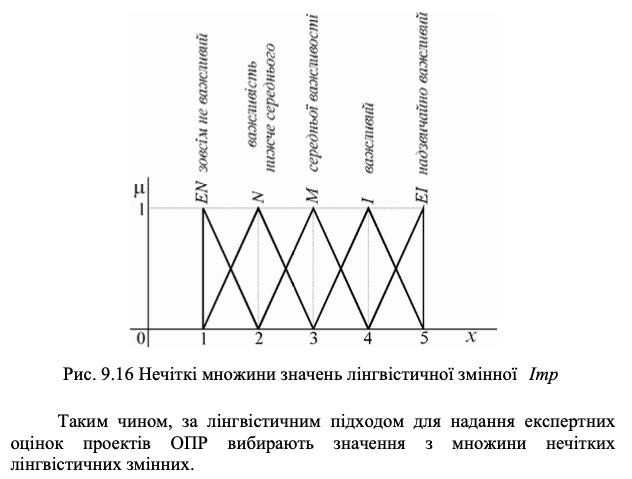 EN зовсім не важливий
N важливість
нижче середнього
M середньої важливості
I важливий
EI надзвичайно важливий
μ
1
0 1 2 3 4 5 x
Рис. 9.16 Нечіткі множини значень лінгвістичної змінної Imp
Таким чином, за лінгвістичним підходом для надання експертних
оцінок проектів ОПР вибирають значення з множини нечітких
лінгвістичних змінних.